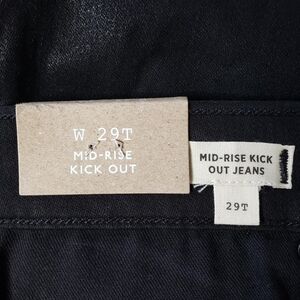 W 29T
MID-RISE
KICK OUT
MID-RISE KICK
OUT JEANS
29T